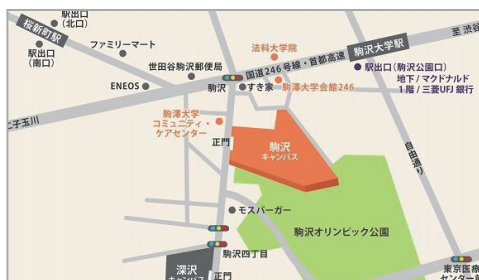 桜新町駅
駅出口
(北口)
駅出口
(南口)
ファミリーマート
ENEOS
世田谷駒沢郵便局
法科大学院
国道246号線・首都高速
駒沢大学駅
至 渋谷
駅出口(駒沢公園口)
地下/マクドナルド
1階/三菱UFJ銀行
駒沢
すき家
駒澤大学会館246
二子玉川
駒澤大学
コミュニティ・
ケアセンター
正門
駒沢
キャンパス
自由通り
モスバーガー
駒沢オリンピック公園
駒沢四丁目
深沢
キャンパス
正門
東京医療
センター前